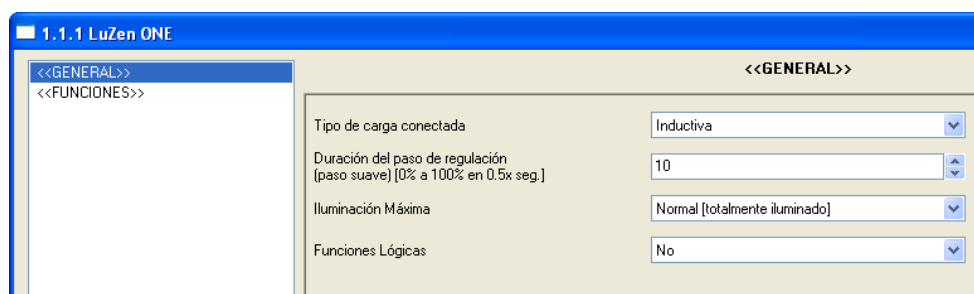 1.1.1 LuZen ONE
<<GENERAL>>
<<FUNCIONES>>
<<GENERAL>>
Tipo de carga conectada
Inductiva
Duración del paso de regulación
(paso suave) [0% a 100% en 0.5x seg.]
10
Iluminación Máxima
Normal [totalmente iluminado]
Funciones Lógicas
No